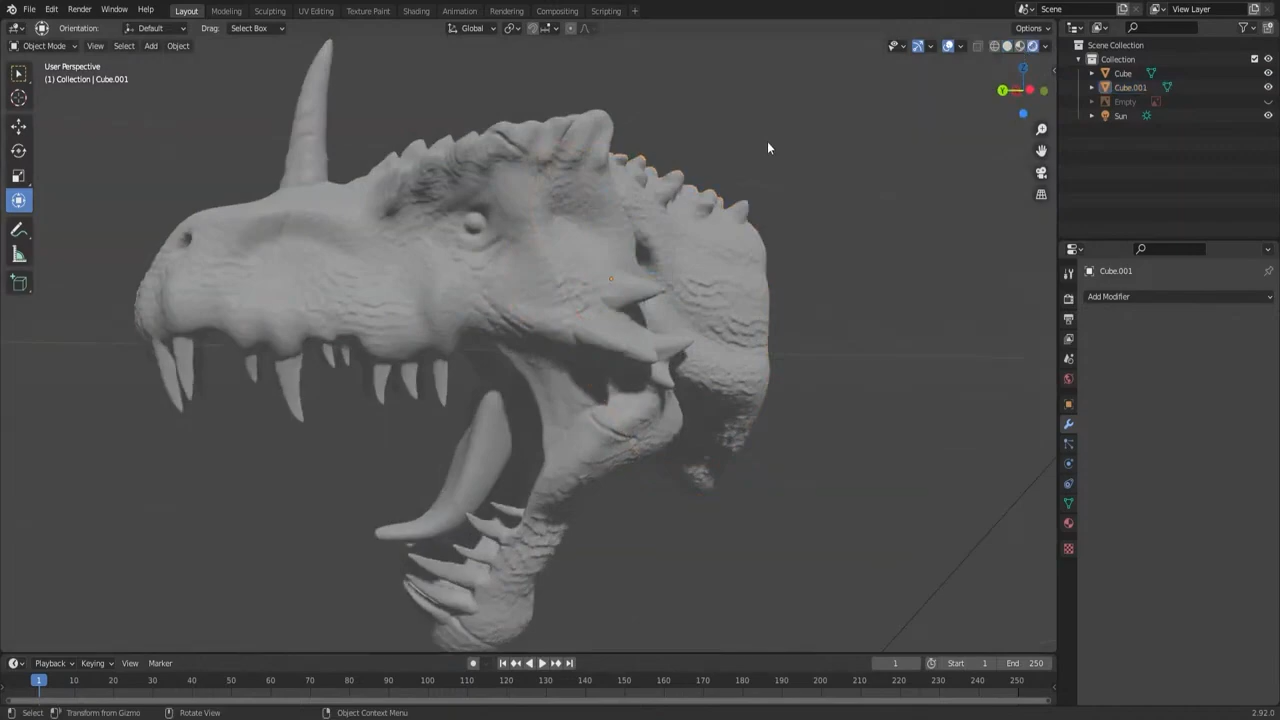 File Edit Render Window Help Layout Modeling Sculpting UV Editing Texture Paint Shading Animation Rendering Compositing Scripting + Scene View Layer
Orientation: Default Drag: Select Box Global Options
Object Mode View Select Add Object
User Perspective
(1) Collection | Cube.001
Y
Z
Scene Collection
Collection
Cube
Cube.001
Empty
Sun
Cube.001
Add Modifier
Playback Keying View Marker 1 Start 1 End 250
1 10 20 30 40 50 60 70 80 90 100 110 120 130 140 150 160 170 180 190 200 210 220 230 240 250
Select Transform from Gizmo Rotate View Object Context Menu 2.92.0